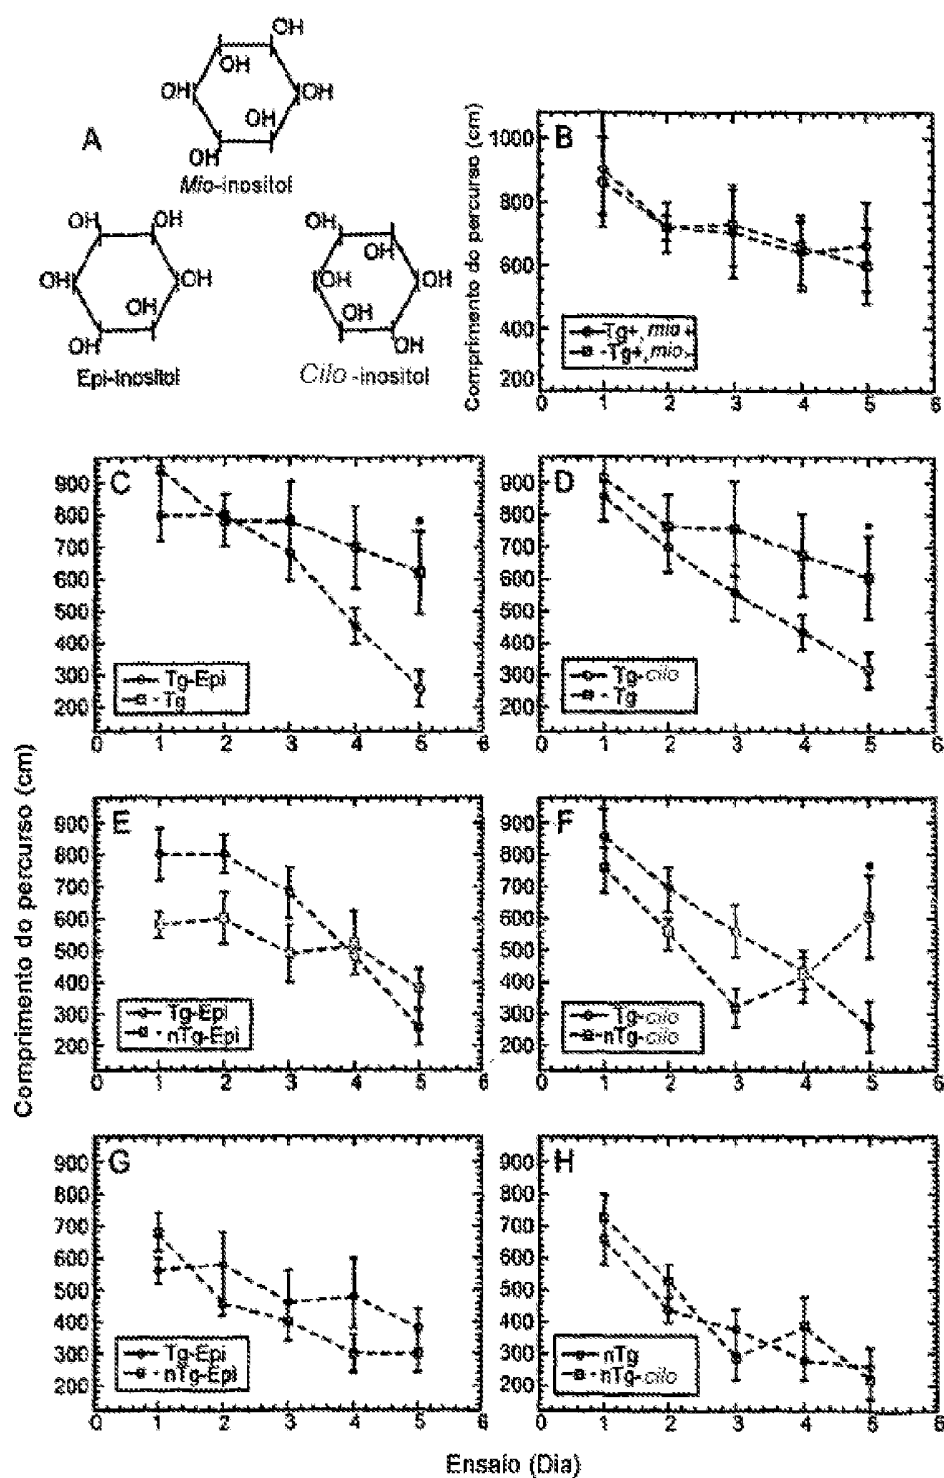 A
OH
OH
OH OH
OH
OH
Mio-inositol
OH OH
OH OH
OH
OH
Epi-Inositol
OH
OH
OH OH
OH
OH
Cilo -inositol
B
Comprimento do percurso (cm)
1000
800
600
400
200
0 1 2 3 4 5 6
Tg+, mio +
Tg+, mio -
C
900
800
700
600
500
400
300
200
0 1 2 3 4 5 6
Tg-Epi
Tg
D
900
800
700
600
500
400
300
200
0 1 2 3 4 5 6
Tg-cilo
Tg
Comprimento do percurso (cm)
E
900
800
700
600
500
400
300
200
0 1 2 3 4 5 6
Tg-Epi
nTg-Epi
F
900
800
700
600
500
400
300
200
0 1 2 3 4 5 6
Tg-cilo
nTg-cilo
G
900
800
700
600
500
400
300
200
0 1 2 3 4 5 6
Tg-Epi
nTg-Epi
H
900
800
700
600
500
400
300
200
0 1 2 3 4 5 6
nTg
nTg-cilo
Ensaio (Dia)